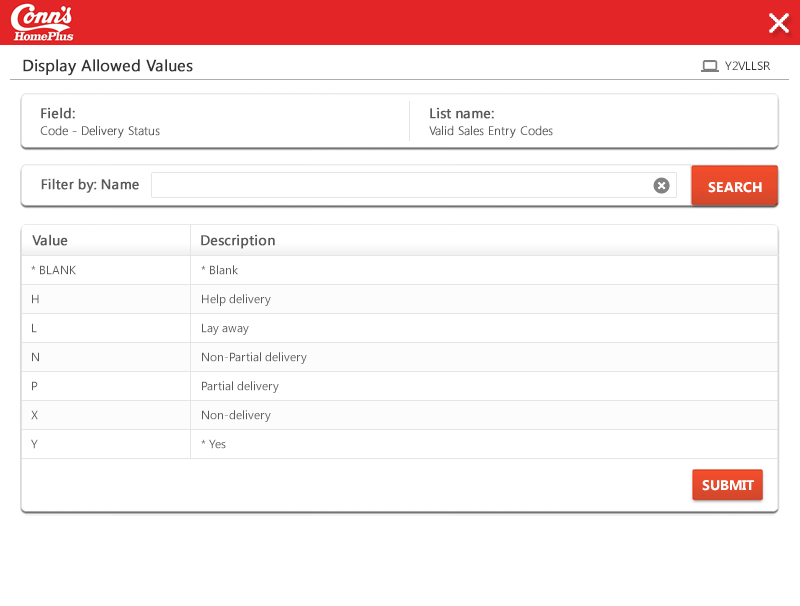 Conn's
HomePlus
Display Allowed Values
Y2VLLSR
Field:
Code - Delivery Status
List name:
Valid Sales Entry Codes
Filter by: Name
SEARCH
Value Description
* BLANK * Blank
H Help delivery
L Lay away
N Non-Partial delivery
P Partial delivery
X Non-delivery
Y * Yes
SUBMIT